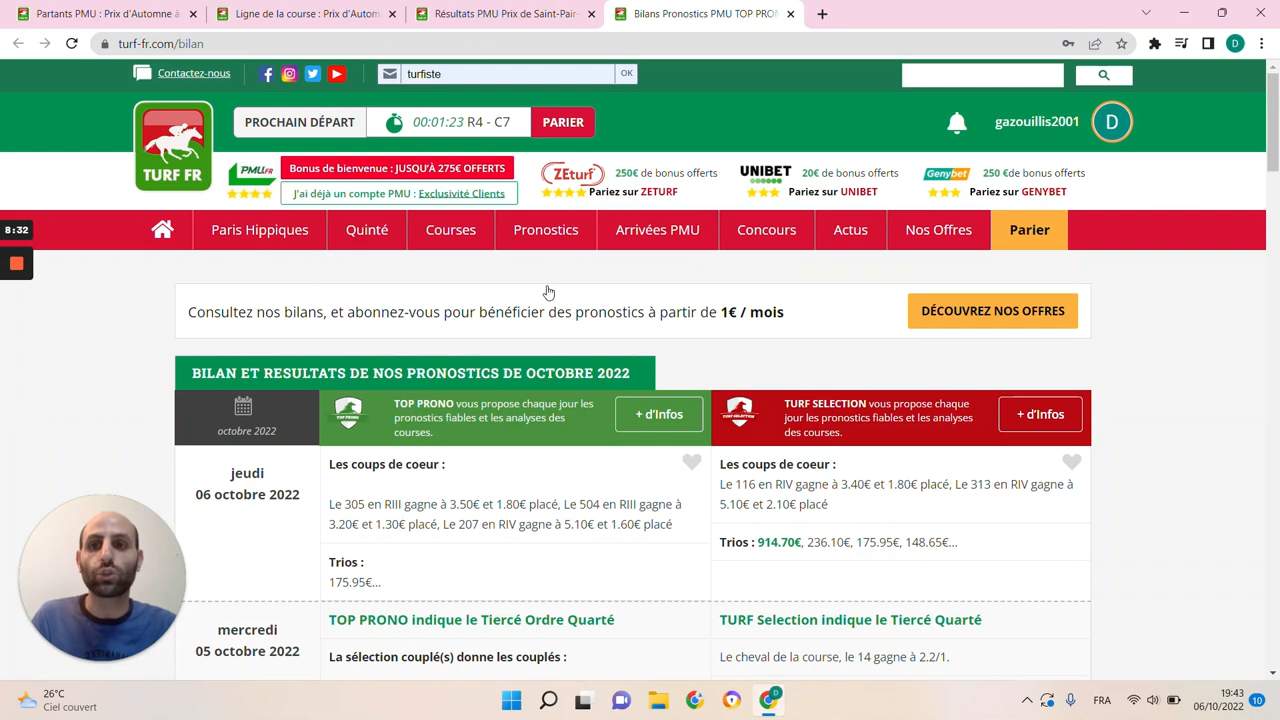 Partants PMU : Prix d'Automne à
Ligne de la course : Prix d'Autom
Résultats PMU Prix de Saint-Pair-
Bilans Pronostics PMU TOP PRON
turf-fr.com/bilan
D
Contactez-nous
turfiste
OK
TURF FR
PROCHAIN DÉPART
00:01:23 R4 - C7
PARIER
gazouillis2001
D
PMU.FR
Bonus de bienvenue : JUSQU'À 275€ OFFERTS
J'ai déjà un compte PMU : Exclusivité Clients
ZEturf
250€ de bonus offerts
Pariez sur ZETURF
UNIBET
20€ de bonus offerts
Pariez sur UNIBET
Genybet
250 €de bonus offerts
Pariez sur GENYBET
8:32
Paris Hippiques
Quinté
Courses
Pronostics
Arrivées PMU
Concours
Actus
Nos Offres
Parier
Consultez nos bilans, et abonnez-vous pour bénéficier des pronostics à partir de 1€ / mois
DÉCOUVREZ NOS OFFRES
BILAN ET RESULTATS DE NOS PRONOSTICS DE OCTOBRE 2022
octobre 2022
TOP PRONO
TOP PRONO vous propose chaque jour les
pronostics fiables et les analyses des
courses.
+ d'Infos
TURF SELECTION
TURF SELECTION vous propose chaque
jour les pronostics fiables et les analyses
des courses.
+ d'Infos
jeudi
06 octobre 2022
Les coups de coeur :
Le 305 en RIII gagne à 3.50€ et 1.80€ placé, Le 504 en RIII gagne à
3.20€ et 1.30€ placé, Le 207 en RIV gagne à 5.10€ et 1.60€ placé
Trios :
175.95€...
Les coups de coeur :
Le 116 en RIV gagne à 3.40€ et 1.80€ placé, Le 313 en RIV gagne à
5.10€ et 2.10€ placé
Trios : 914.70€, 236.10€, 175.95€, 148.65€...
mercredi
05 octobre 2022
TOP PRONO indique le Tiercé Ordre Quarté
La sélection couplé(s) donne les couplés :
TURF Selection indique le Tiercé Quarté
Le cheval de la course, le 14 gagne à 2.2/1.
26°C
Ciel couvert
D
FRA
19:43
06/10/2022
10